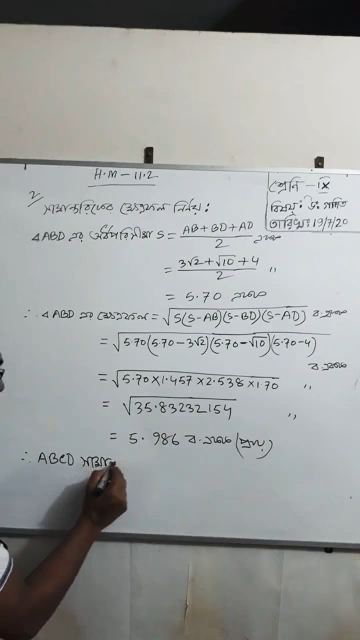 H.M-11.2
শ্রেণি - IX
বিষয়: উ: গণিত
তারিখঃ 19/7/20
2/ সামান্তরিকের ক্ষেত্রফল নির্ণয়:
△ABD এর অর্ধপরিসীমা S = (AB + BD + AD)/2 একক
= (3√2 + √10 + 4)/2 "
= 5.70 একক
∴ △ABD এর ক্ষেত্রফল = √(S(S-AB)(S-BD)(S-AD)) ব.একক
= √(5.70(5.70-3√2)(5.70-√10)(5.70-4)) ব.একক
= √(5.70×1.457×2.538×1.70) "
= √(35.83232154) "
= 5.986 ব.একক (প্রায়)
∴ ABCD সামা